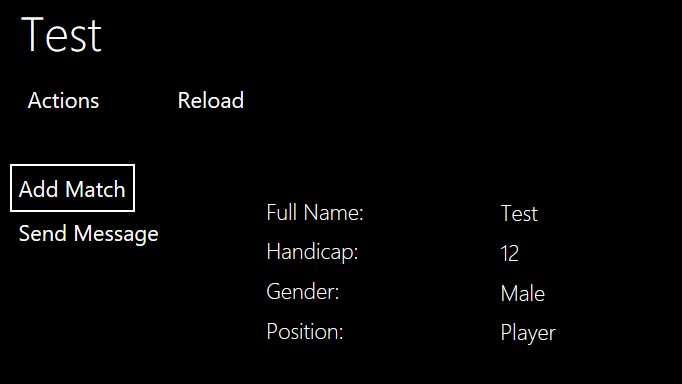 Test
Actions Reload
Add Match
Send Message
Full Name: Test
Handicap: 12
Gender: Male
Position: Player